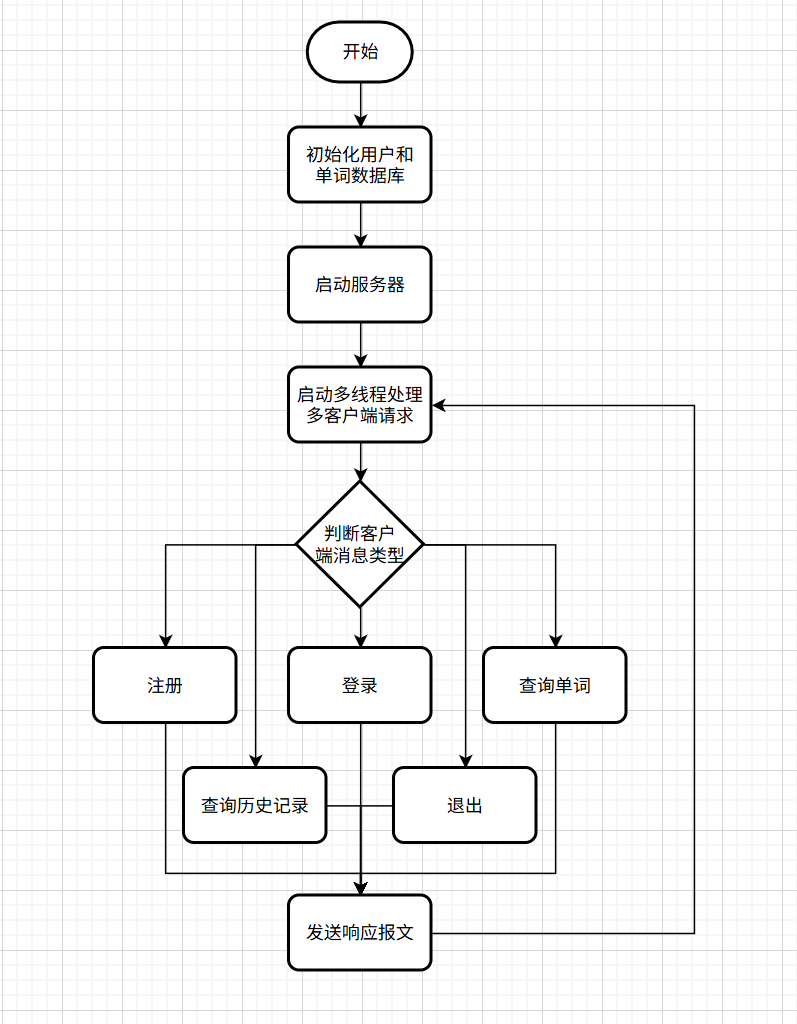 开始
初始化用户和
单词数据库
启动服务器
启动多线程处理
多客户端请求
判断客户
端消息类型
注册
登录
查询单词
查询历史记录
退出
发送响应报文